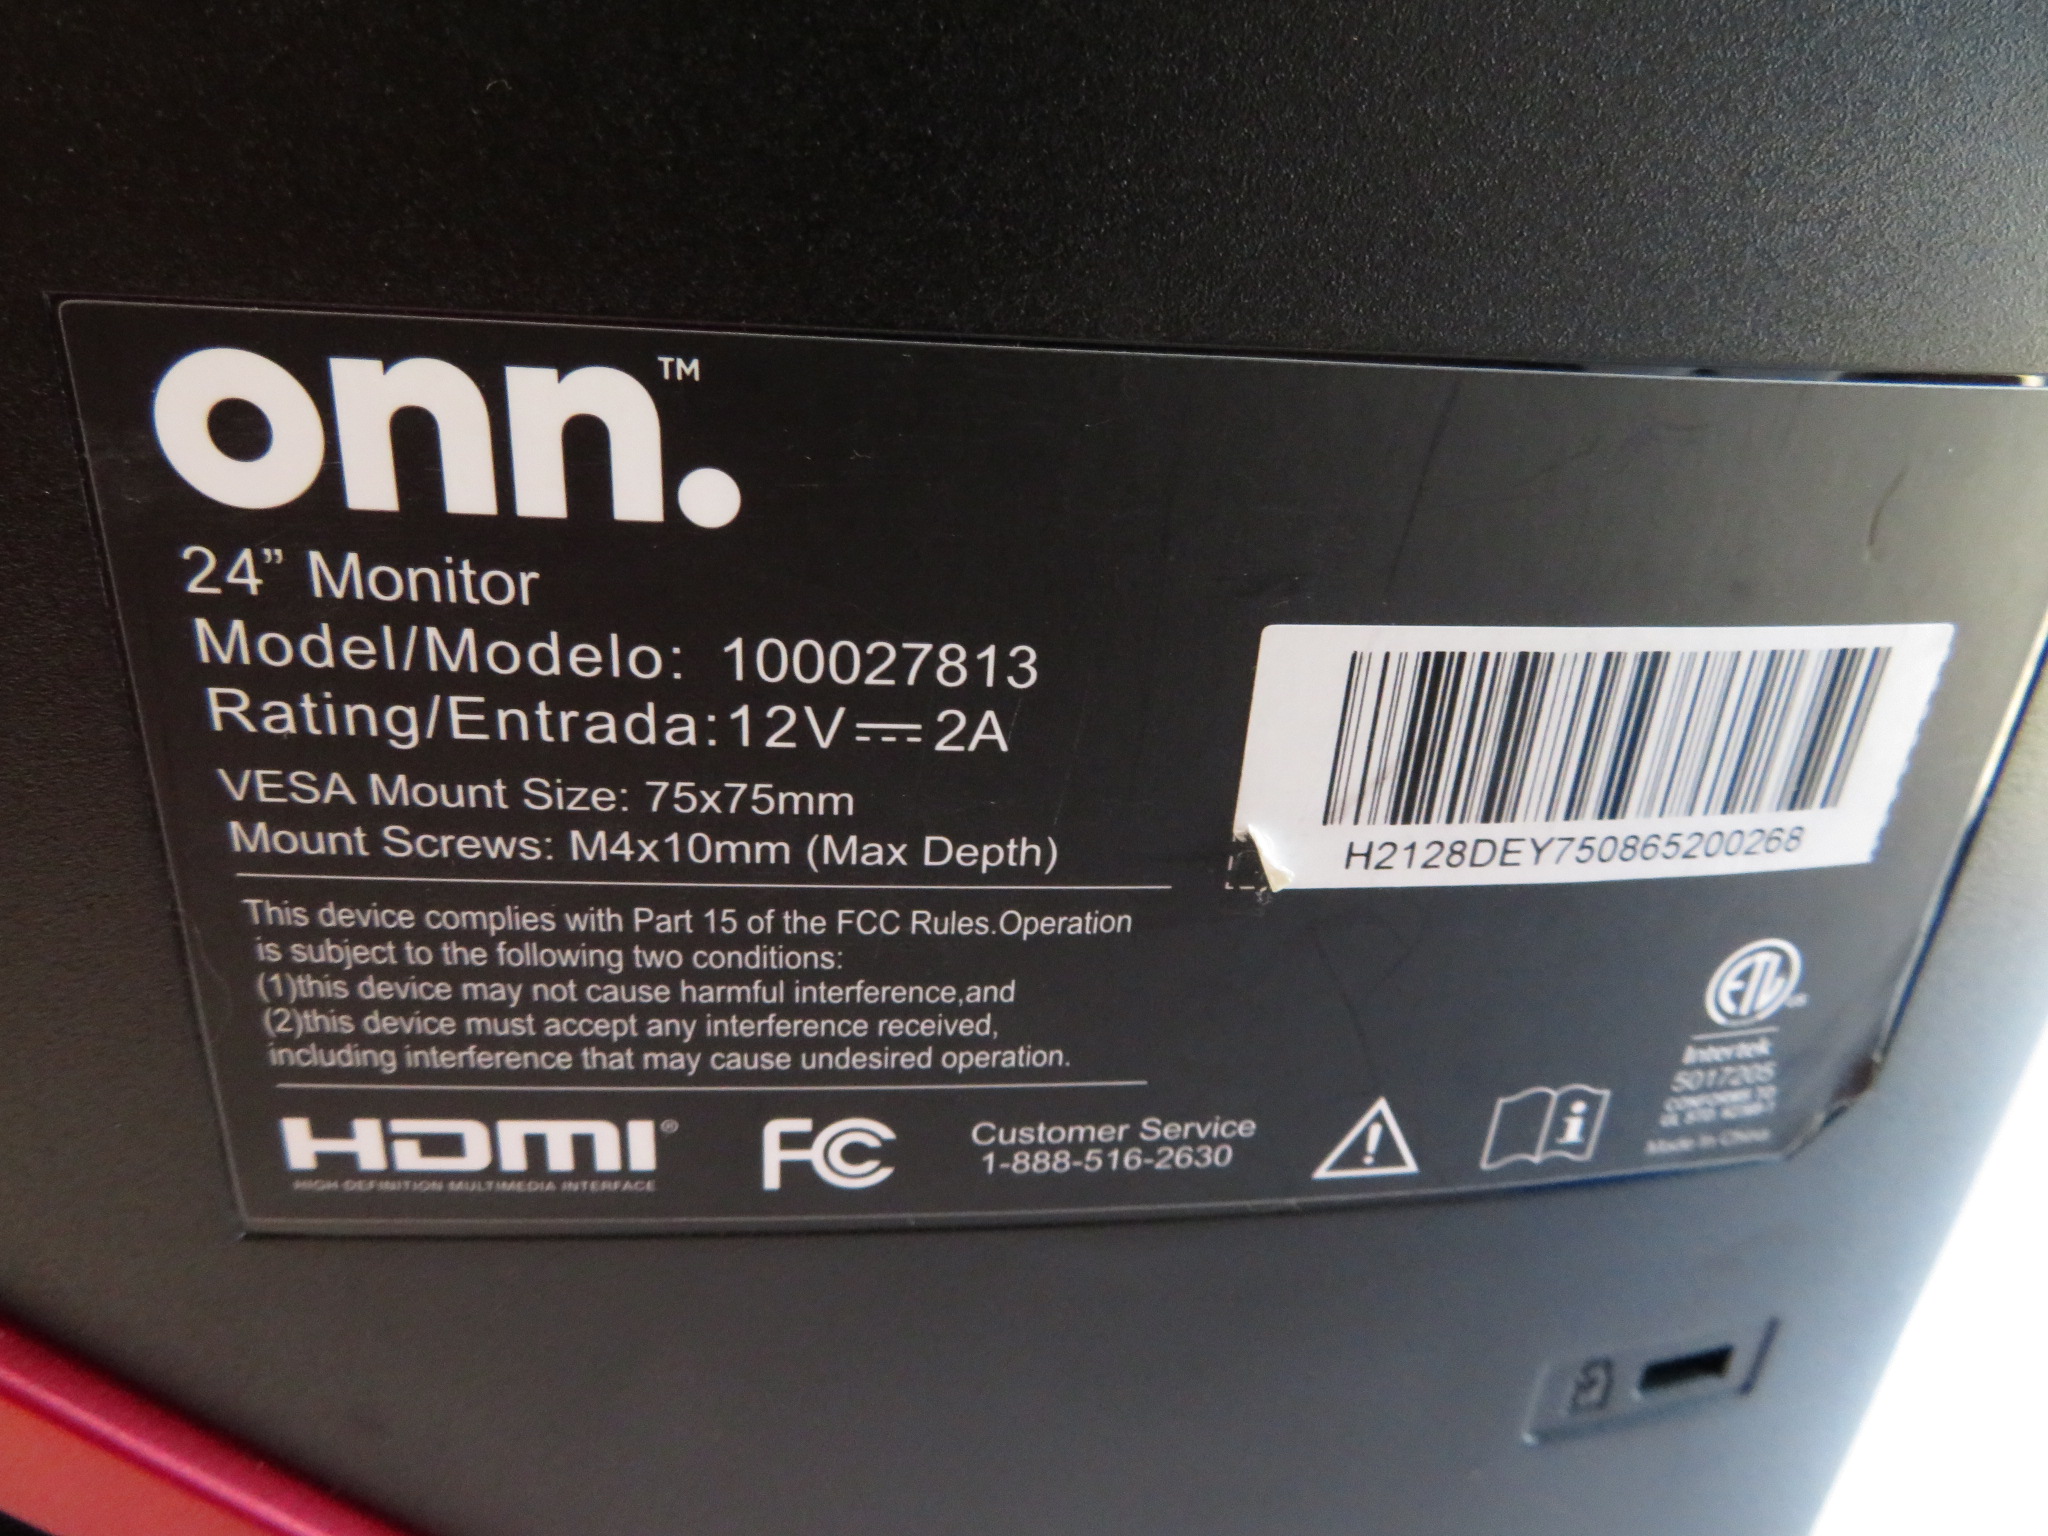 onn.™
24” Monitor
Model/Modelo: 100027813
Rating/Entrada:12V⎓2A
VESA Mount Size: 75x75mm
Mount Screws: M4x10mm (Max Depth)
H2128DEY750865200268
This device complies with Part 15 of the FCC Rules.Operation
is subject to the following two conditions:
(1)this device may not cause harmful interference,and
(2)this device must accept any interference received,
including interference that may cause undesired operation.
HDMI®
HIGH-DEFINITION MULTIMEDIA INTERFACE
FC
Customer Service
1-888-516-2630
ETL
Intertek
5017205
CONFORMS TO
Made In China